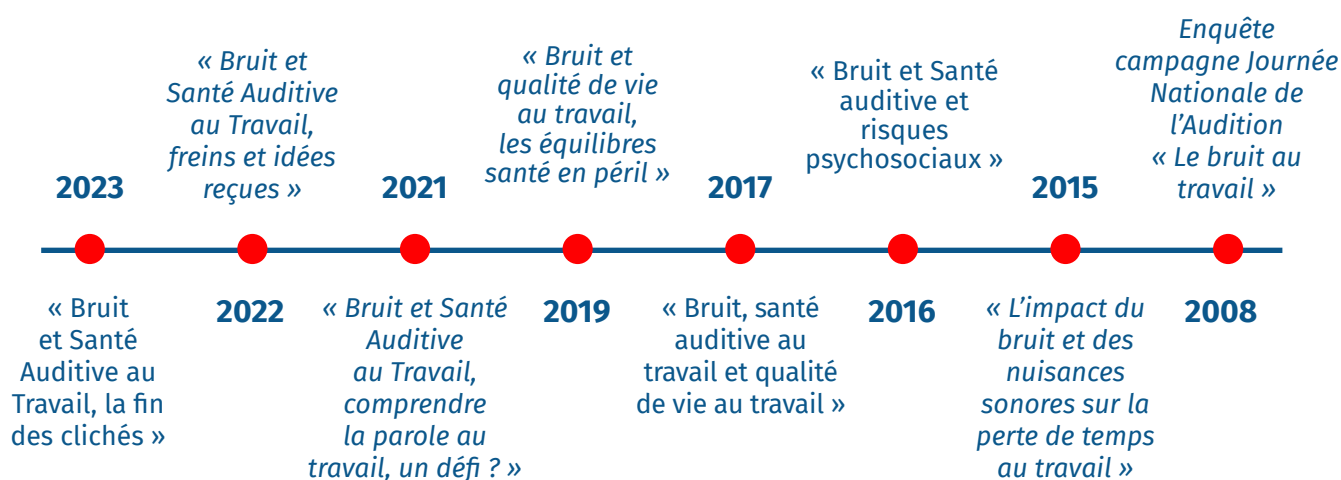 2023
« Bruit
et Santé
Auditive au
Travail, la fin
des clichés »
« Bruit et
Santé Auditive
au Travail,
freins et idées
reçues »
2022
2021
« Bruit et Santé
Auditive
au Travail,
comprendre
la parole au
travail, un défi ? »
« Bruit et
qualité de vie
au travail,
les équilibres
santé en péril »
2019
2017
« Bruit, santé
auditive au
travail et qualité
de vie au travail »
« Bruit et Santé
auditive et
risques
psychosociaux »
2016
2015
« L’impact du
bruit et des
nuisances
sonores sur la
perte de temps
au travail »
Enquête
campagne Journée
Nationale de
l’Audition
« Le bruit au
travail »
2008